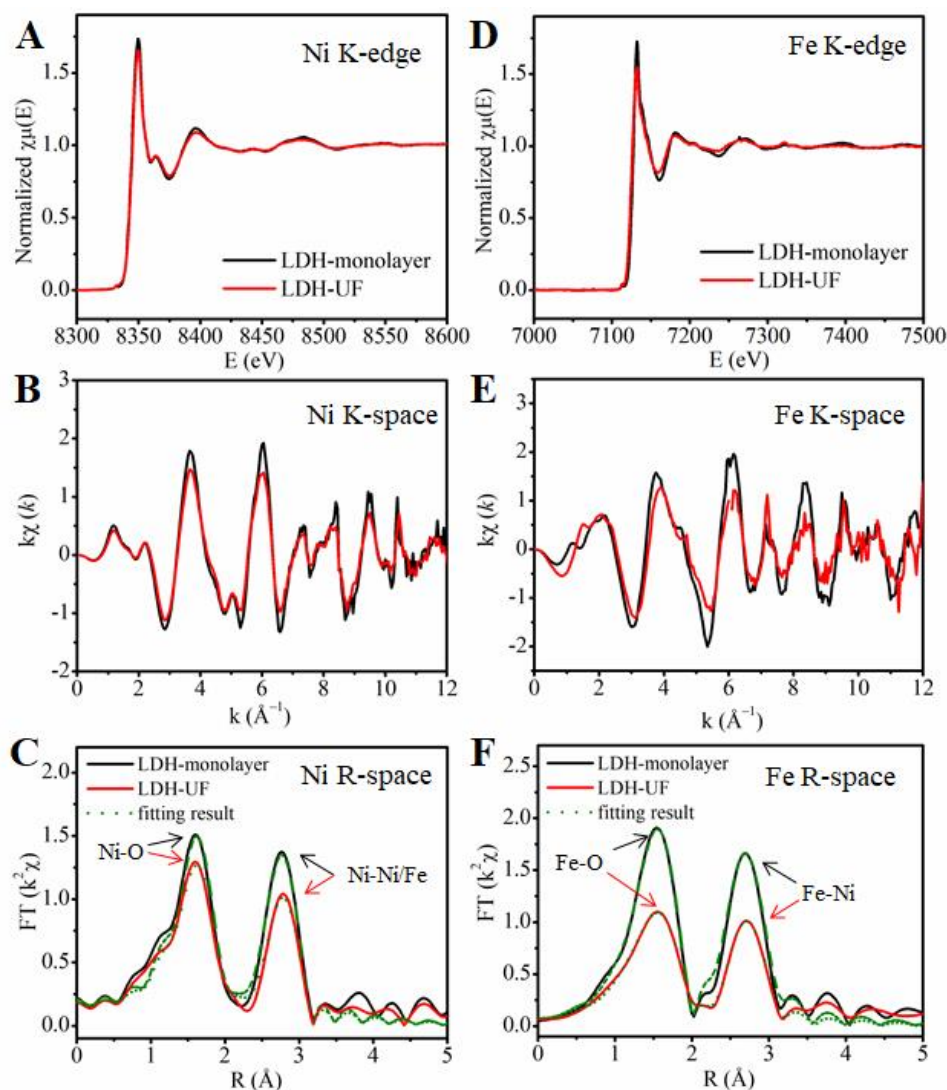 A
Ni K-edge
Normalized χμ(E)
1.5
1.0
0.5
0.0
LDH-monolayer
LDH-UF
8300 8350 8400 8450 8500 8550 8600
E (eV)
D
Fe K-edge
Normalized χμ(E)
1.5
1.0
0.5
0.0
LDH-monolayer
LDH-UF
7000 7100 7200 7300 7400 7500
E (eV)
B
Ni K-space
kχ (k)
3
2
1
0
-1
-2
0 2 4 6 8 10 12
k (Å⁻¹)
E
Fe K-space
kχ (k)
3
2
1
0
-1
-2
0 2 4 6 8 10 12
k (Å⁻¹)
C
Ni R-space
FT (k²χ)
2.0
1.5
1.0
0.5
0.0
LDH-monolayer
LDH-UF
fitting result
Ni-O
Ni-Ni/Fe
0 1 2 3 4 5
R (Å)
F
Fe R-space
FT (k²χ)
2.5
2.0
1.5
1.0
0.5
0.0
LDH-monolayer
LDH-UF
fitting result
Fe-O
Fe-Ni
0 1 2 3 4 5
R (Å)